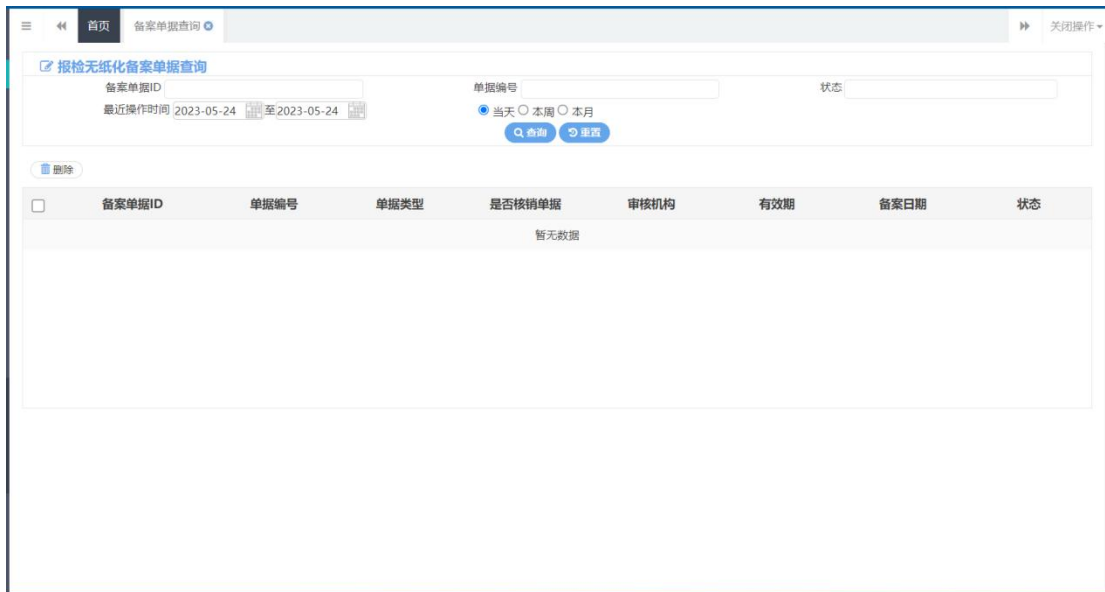 首页 备案单据查询 关闭操作
报检无纸化备案单据查询
备案单据ID 单据编号 状态
最近操作时间 2023-05-24 至 2023-05-24 当天 本周 本月
查询 重置
删除
备案单据ID 单据编号 单据类型 是否核销单据 审核机构 有效期 备案日期 状态
暂无数据